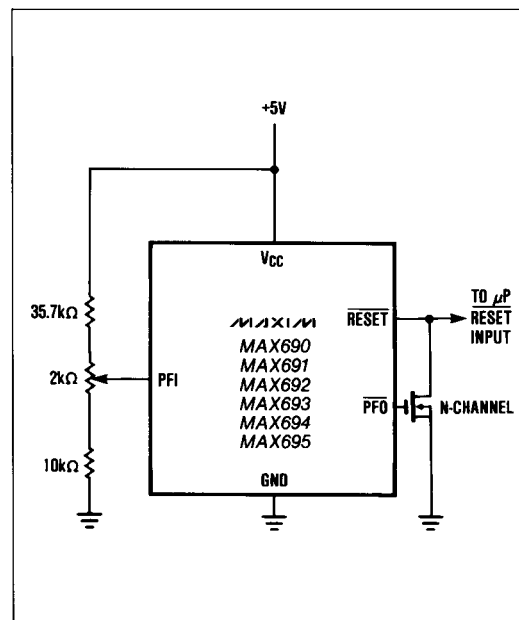 +5V
VCC
35.7kΩ
MAXIM
RESET
TO µP
RESET
INPUT
MAX690
MAX691
2kΩ
PFI
MAX692
MAX693
PFO
N-CHANNEL
MAX694
MAX695
10kΩ
GND